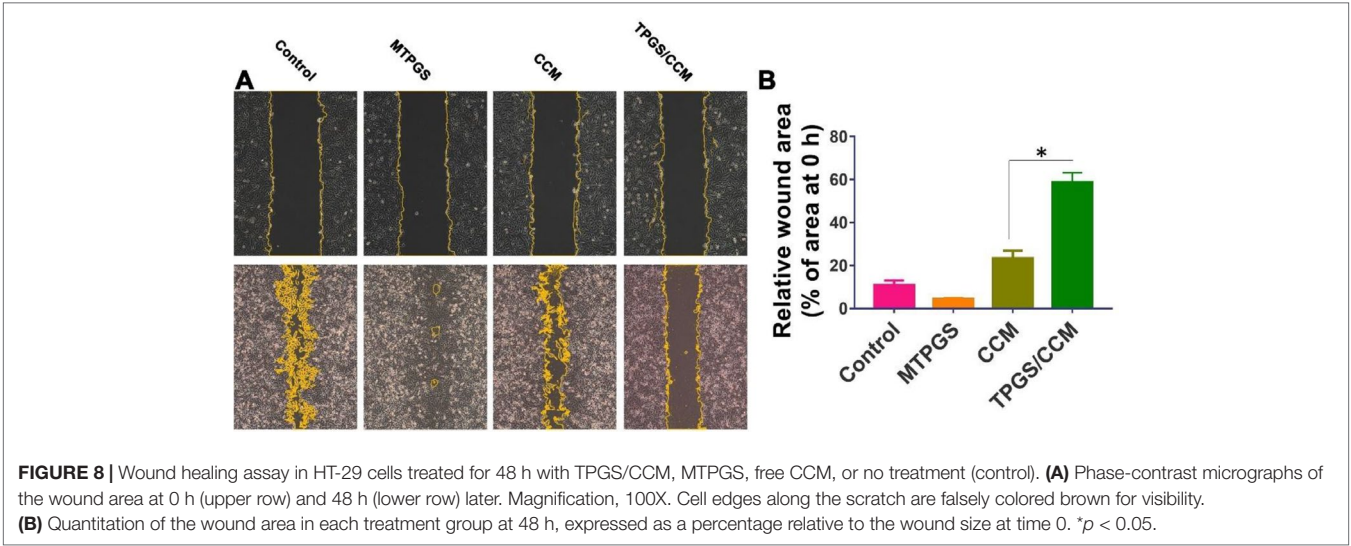 A
Control
MTPGS
CCM
TPGS/CCM
B
Relative wound area
(% of area at 0 h)
80
60
40
20
0
*
Control
MTPGS
CCM
TPGS/CCM
FIGURE 8 | Wound healing assay in HT-29 cells treated for 48 h with TPGS/CCM, MTPGS, free CCM, or no treatment (control). (A) Phase-contrast micrographs of
the wound area at 0 h (upper row) and 48 h (lower row) later. Magnification, 100X. Cell edges along the scratch are falsely colored brown for visibility.
(B) Quantitation of the wound area in each treatment group at 48 h, expressed as a percentage relative to the wound size at time 0. *p < 0.05.